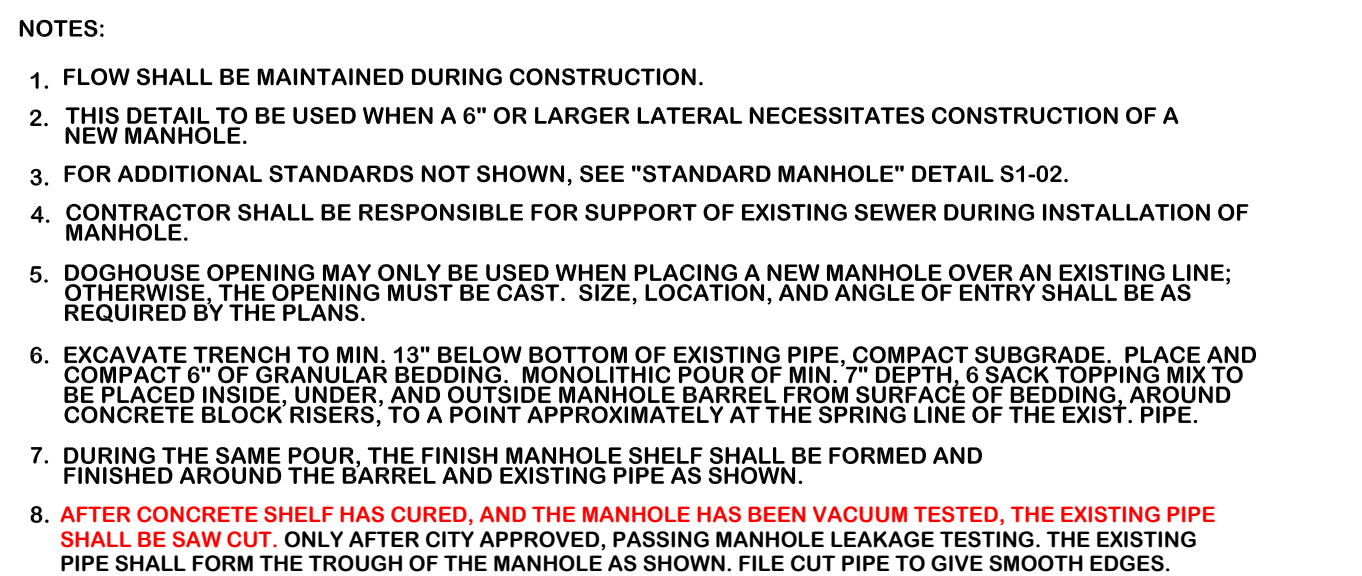 NOTES:
1. FLOW SHALL BE MAINTAINED DURING CONSTRUCTION.
2. THIS DETAIL TO BE USED WHEN A 6" OR LARGER LATERAL NECESSITATES CONSTRUCTION OF A
NEW MANHOLE.
3. FOR ADDITIONAL STANDARDS NOT SHOWN, SEE "STANDARD MANHOLE" DETAIL S1-02.
4. CONTRACTOR SHALL BE RESPONSIBLE FOR SUPPORT OF EXISTING SEWER DURING INSTALLATION OF
MANHOLE.
5. DOGHOUSE OPENING MAY ONLY BE USED WHEN PLACING A NEW MANHOLE OVER AN EXISTING LINE;
OTHERWISE, THE OPENING MUST BE CAST. SIZE, LOCATION, AND ANGLE OF ENTRY SHALL BE AS
REQUIRED BY THE PLANS.
6. EXCAVATE TRENCH TO MIN. 13" BELOW BOTTOM OF EXISTING PIPE, COMPACT SUBGRADE. PLACE AND
COMPACT 6" OF GRANULAR BEDDING. MONOLITHIC POUR OF MIN. 7" DEPTH, 6 SACK TOPPING MIX TO
BE PLACED INSIDE, UNDER, AND OUTSIDE MANHOLE BARREL FROM SURFACE OF BEDDING, AROUND
CONCRETE BLOCK RISERS, TO A POINT APPROXIMATELY AT THE SPRING LINE OF THE EXIST. PIPE.
7. DURING THE SAME POUR, THE FINISH MANHOLE SHELF SHALL BE FORMED AND
FINISHED AROUND THE BARREL AND EXISTING PIPE AS SHOWN.
8. AFTER CONCRETE SHELF HAS CURED, AND THE MANHOLE HAS BEEN VACUUM TESTED, THE EXISTING PIPE
SHALL BE SAW CUT. ONLY AFTER CITY APPROVED, PASSING MANHOLE LEAKAGE TESTING. THE EXISTING
PIPE SHALL FORM THE TROUGH OF THE MANHOLE AS SHOWN. FILE CUT PIPE TO GIVE SMOOTH EDGES.